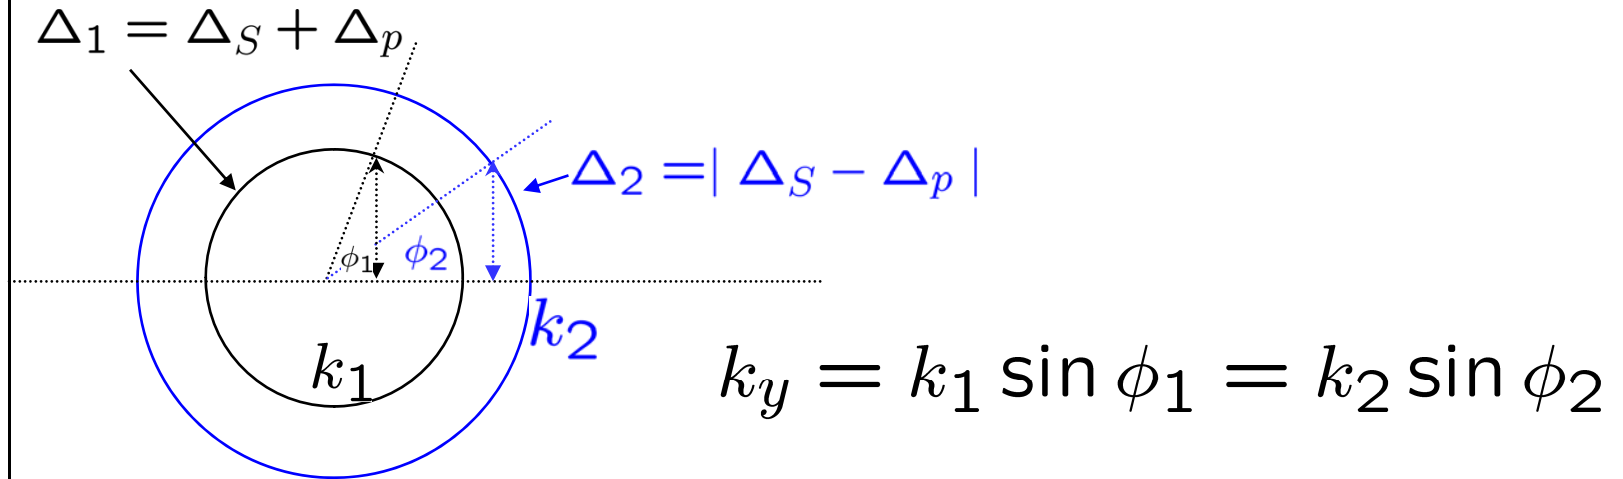 Δ₁ = Δ_S + Δ_p
Δ₂ =| Δ_S − Δ_p |
ϕ₁
ϕ₂
k₂
k₁
k_y = k₁ sin ϕ₁ = k₂ sin ϕ₂